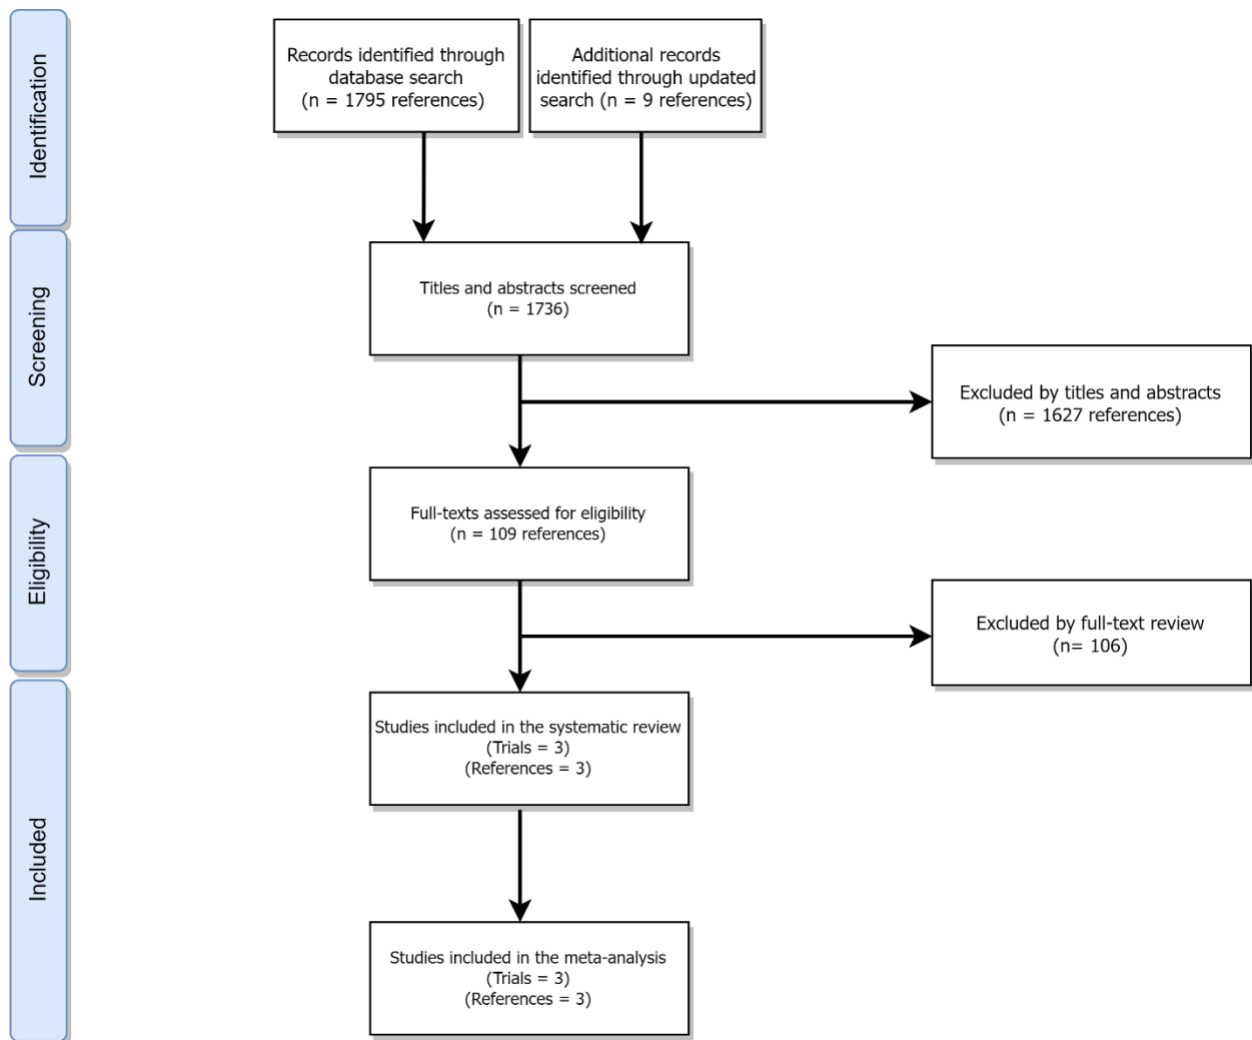 Identification
Records identified through
database search
(n = 1795 references)
Additional records
identified through updated
search (n = 9 references)
Screening
Titles and abstracts screened
(n = 1736)
Excluded by titles and abstracts
(n = 1627 references)
Eligibility
Full-texts assessed for eligibility
(n = 109 references)
Excluded by full-text review
(n= 106)
Included
Studies included in the systematic review
(Trials = 3)
(References = 3)
Studies included in the meta-analysis
(Trials = 3)
(References = 3)